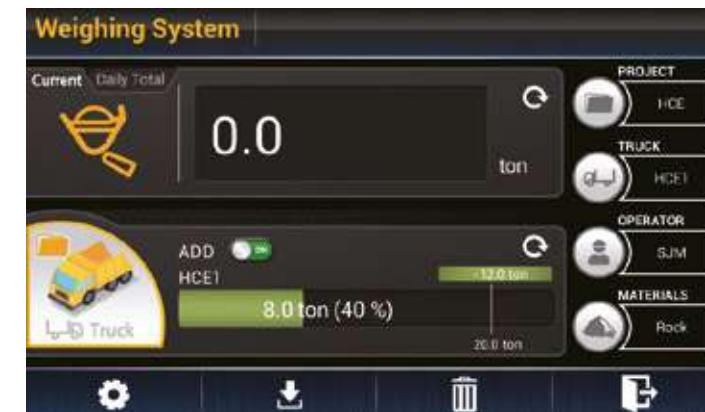 Weighing System
Current Daily Total
0.0
ton
ADD ON
HCE1
-12.0 ton
8.0 ton (40 %)
20.0 ton
Truck
PROJECT
HCE
TRUCK
HCE1
OPERATOR
SJM
MATERIALS
Rock